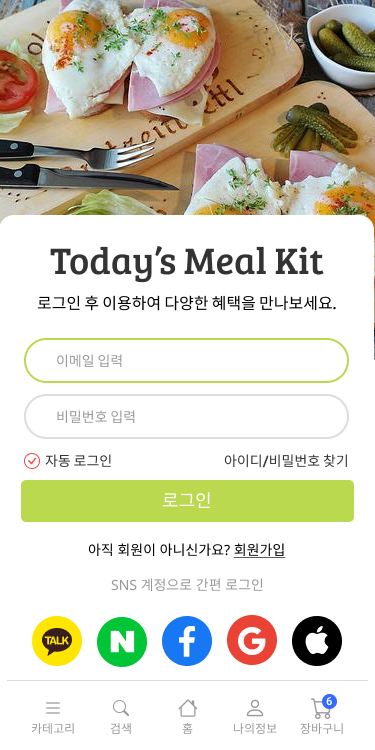 Today's Meal Kit
로그인 후 이용하여 다양한 혜택을 만나보세요.
이메일 입력
비밀번호 입력
자동 로그인 아이디/비밀번호 찾기
로그인
아직 회원이 아니신가요? 회원가입
SNS 계정으로 간편 로그인
TALK N f G
6
카테고리 검색 홈 나의정보 장바구니